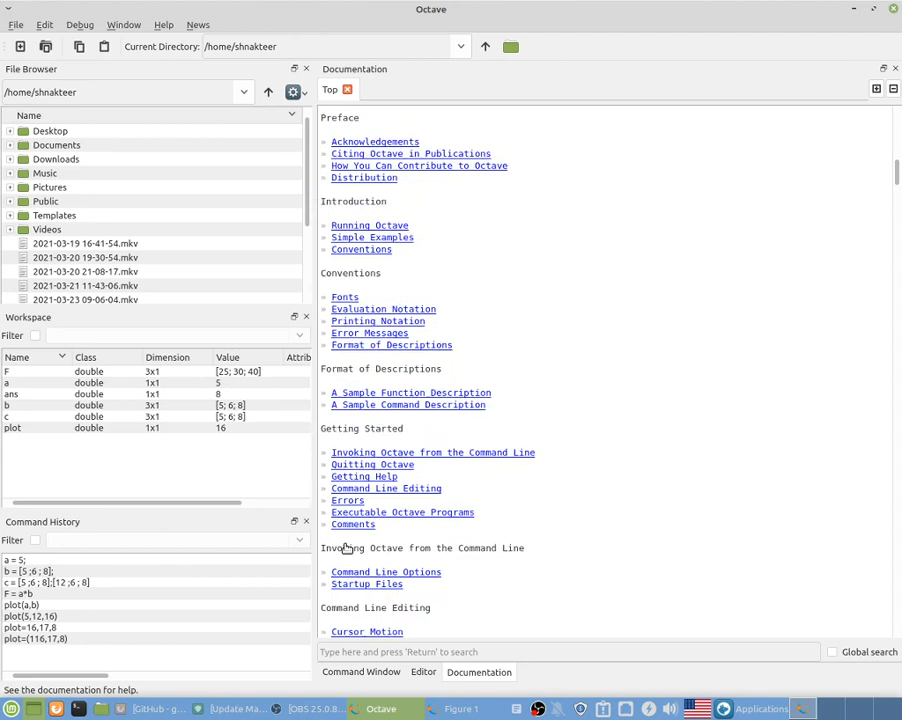 Octave
File Edit Debug Window Help News
Current Directory: /home/shnakteer
File Browser
/home/shnakteer
Name
Desktop
Documents
Downloads
Music
Pictures
Public
Templates
Videos
2021-03-19 16-41-54.mkv
2021-03-20 19-30-54.mkv
2021-03-20 21-08-17.mkv
2021-03-21 11-43-06.mkv
2021-03-23 09-06-04.mkv
Workspace
Filter
Name Class Dimension Value Attrib
F double 3x1 [25; 30; 40]
a double 1x1 5
ans double 1x1 8
b double 3x1 [5; 6; 8]
c double 3x1 [5; 6; 8]
plot double 1x1 16
Command History
Filter
a = 5;
b = [5 ;6 ; 8];
c = [5 ;6 ; 8];[12 ;6 ; 8]
F = a*b
plot(a,b)
plot(5,12,16)
plot=16,17,8
plot=(116,17,8)
Documentation
Top
Preface
» Acknowledgements
» Citing Octave in Publications
» How You Can Contribute to Octave
» Distribution
Introduction
» Running Octave
» Simple Examples
» Conventions
Conventions
» Fonts
» Evaluation Notation
» Printing Notation
» Error Messages
» Format of Descriptions
Format of Descriptions
» A Sample Function Description
» A Sample Command Description
Getting Started
» Invoking Octave from the Command Line
» Quitting Octave
» Getting Help
» Command Line Editing
» Errors
» Executable Octave Programs
» Comments
Invoking Octave from the Command Line
» Command Line Options
» Startup Files
Command Line Editing
» Cursor Motion
Type here and press 'Return' to search Global search
Command Window Editor Documentation
See the documentation for help.
[GitHub - g... [Update Ma... [OBS 25.0.8... Octave Figure 1 Applications